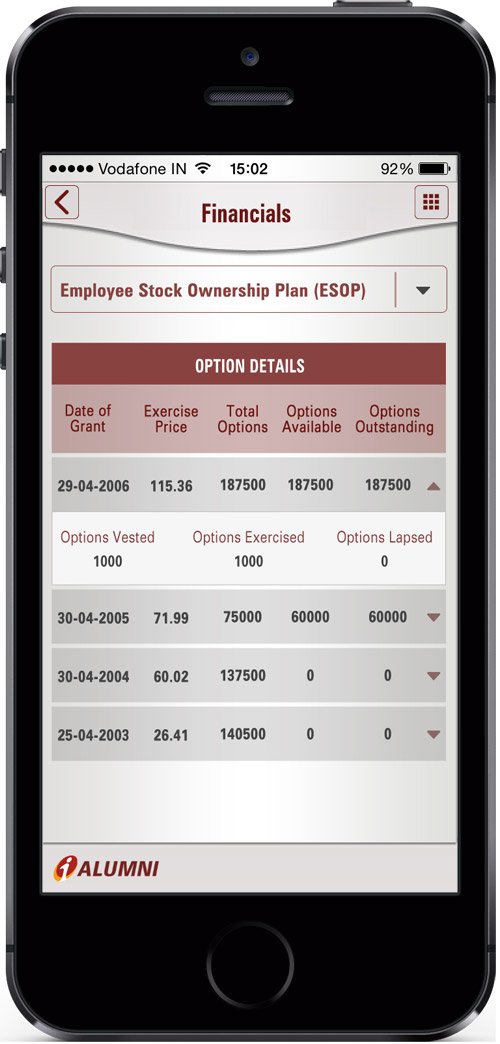 Vodafone IN 15:02 92%
Financials
Employee Stock Ownership Plan (ESOP)
OPTION DETAILS
Date of Grant Exercise Price Total Options Options Available Options Outstanding
29-04-2006 115.36 187500 187500 187500
Options Vested Options Exercised Options Lapsed
1000 1000 0
30-04-2005 71.99 75000 60000 60000
30-04-2004 60.02 137500 0 0
25-04-2003 26.41 140500 0 0
i ALUMNI